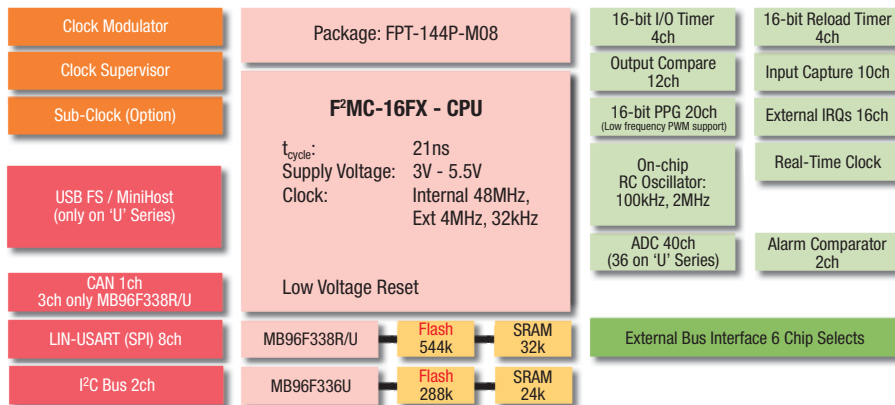 Clock Modulator
Clock Supervisor
Sub-Clock (Option)
USB FS / MiniHost
(only on ‘U’ Series)
CAN 1ch
3ch only MB96F338R/U
LIN-USART (SPI) 8ch
I²C Bus 2ch
Package: FPT-144P-M08
F²MC-16FX - CPU
tcycle: 21ns
Supply Voltage: 3V - 5.5V
Clock: Internal 48MHz,
Ext 4MHz, 32kHz
Low Voltage Reset
MB96F338R/U
Flash
544k
SRAM
32k
MB96F336U
Flash
288k
SRAM
24k
16-bit I/O Timer
4ch
16-bit Reload Timer
4ch
Output Compare
12ch
Input Capture 10ch
16-bit PPG 20ch
(Low frequency PWM support)
External IRQs 16ch
On-chip
RC Oscillator:
100kHz, 2MHz
Real-Time Clock
ADC 40ch
(36 on ‘U’ Series)
Alarm Comparator
2ch
External Bus Interface 6 Chip Selects